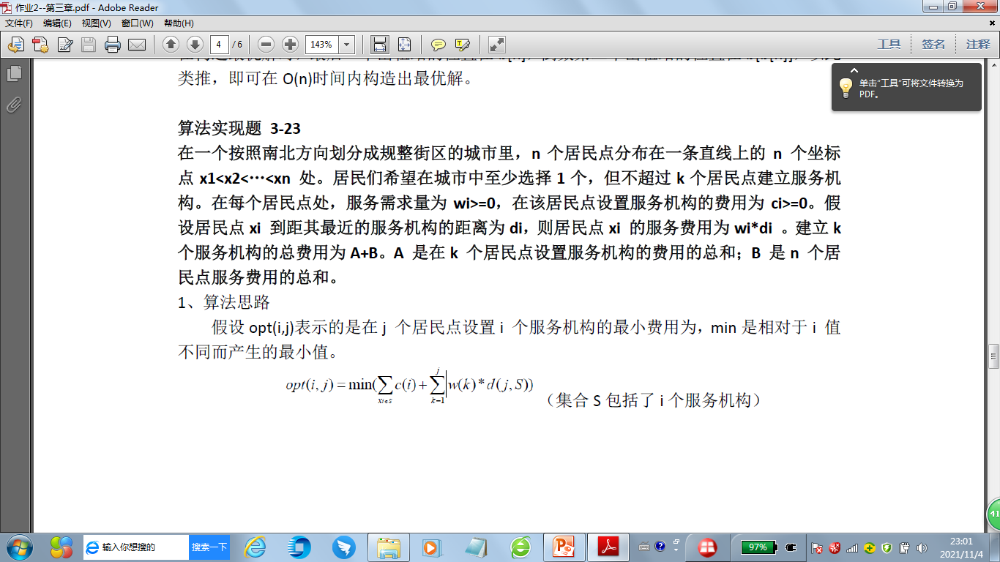 作业2--第三章.pdf - Adobe Reader
文件(F) 编辑(E) 视图(V) 窗口(W) 帮助(H)
4 / 6 143% 工具 签名 注释
类推，即可在 O(n)时间内构造出最优解。
单击“工具”可将文件转换为
PDF。
算法实现题 3-23
在一个按照南北方向划分成规整街区的城市里，n 个居民点分布在一条直线上的 n 个坐标
点 x1<x2<…<xn 处。居民们希望在城市中至少选择 1 个，但不超过 k 个居民点建立服务机
构。在每个居民点处，服务需求量为 wi>=0，在该居民点设置服务机构的费用为 ci>=0。假
设居民点 xi 到距其最近的服务机构的距离为 di，则居民点 xi 的服务费用为 wi*di 。建立 k
个服务机构的总费用为 A+B。A 是在 k 个居民点设置服务机构的费用的总和；B 是 n 个居
民点服务费用的总和。
1、算法思路
假设 opt(i,j)表示的是在 j 个居民点设置 i 个服务机构的最小费用为，min 是相对于 i 值
不同而产生的最小值。
opt(i, j) = min(∑_{xi∈S} c(i) + ∑_{k=1}^{j} w(k) * d(j, S)) （集合 S 包括了 i 个服务机构）
41
输入你想搜的 搜索一下 97% 23:01
2021/11/4